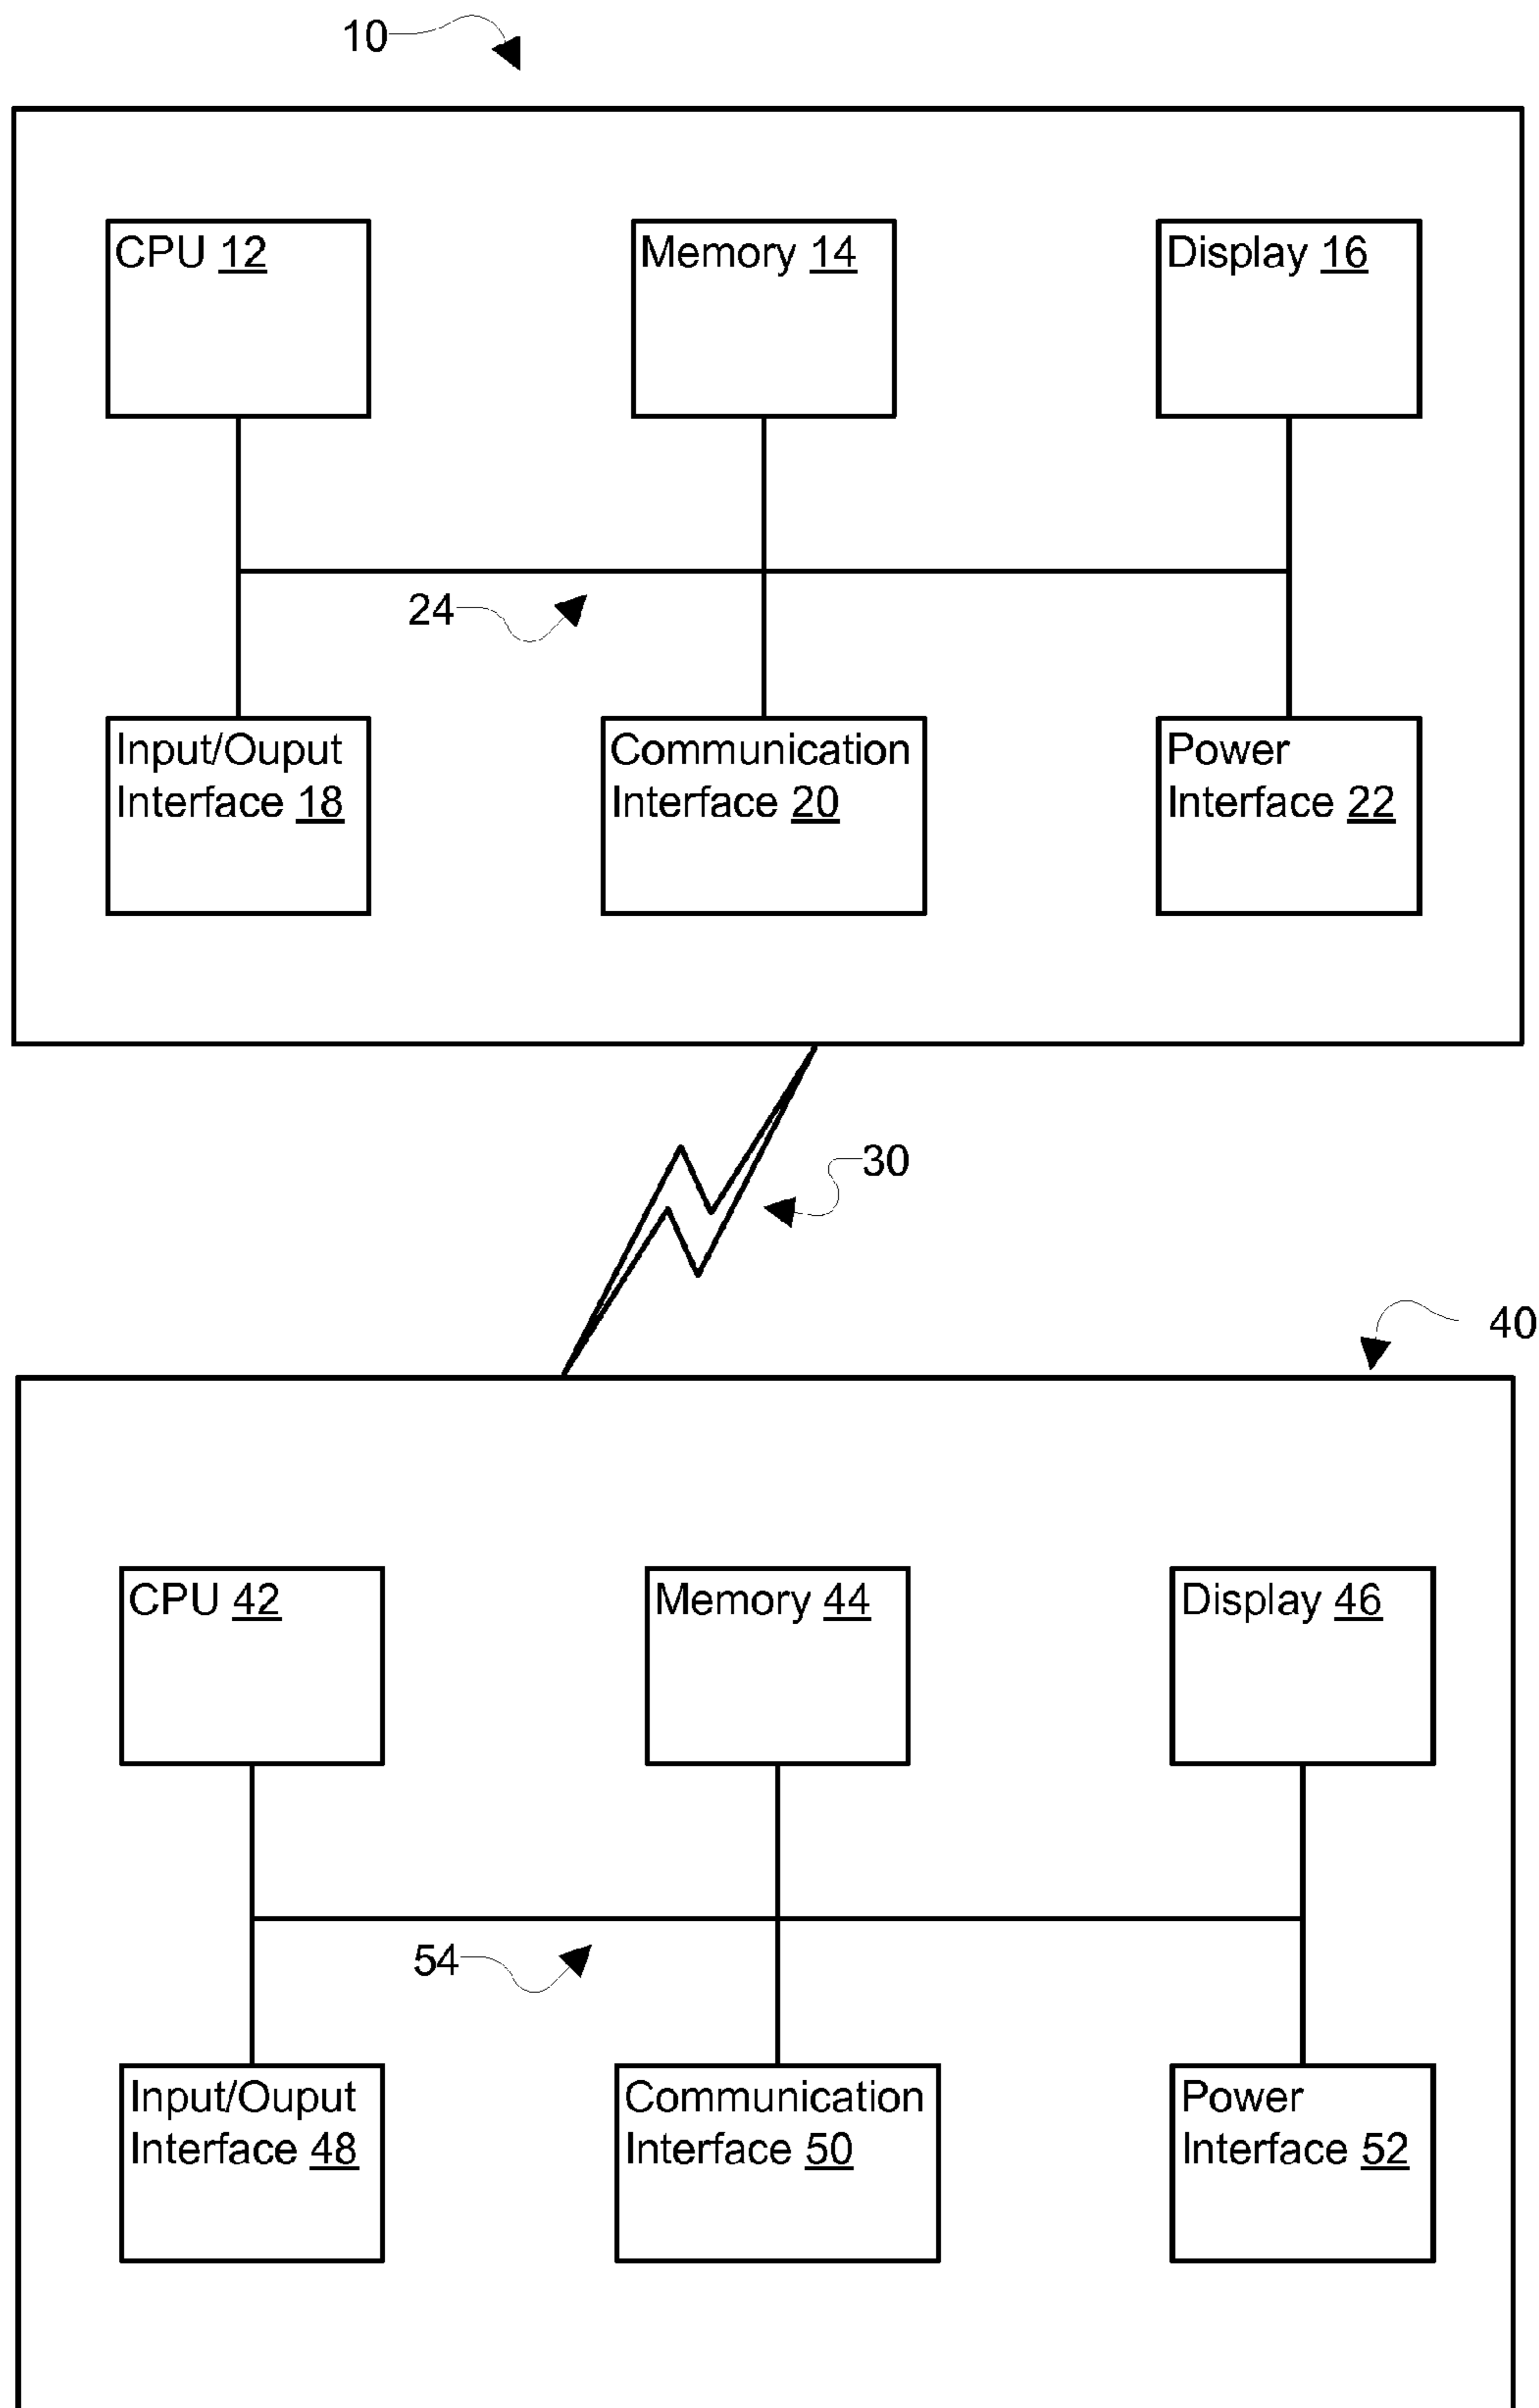 10
CPU 12
Memory 14
Display 16
24
Input/Ouput
Interface 18
Communication
Interface 20
Power
Interface 22
30
40
CPU 42
Memory 44
Display 46
54
Input/Ouput
Interface 48
Communication
Interface 50
Power
Interface 52